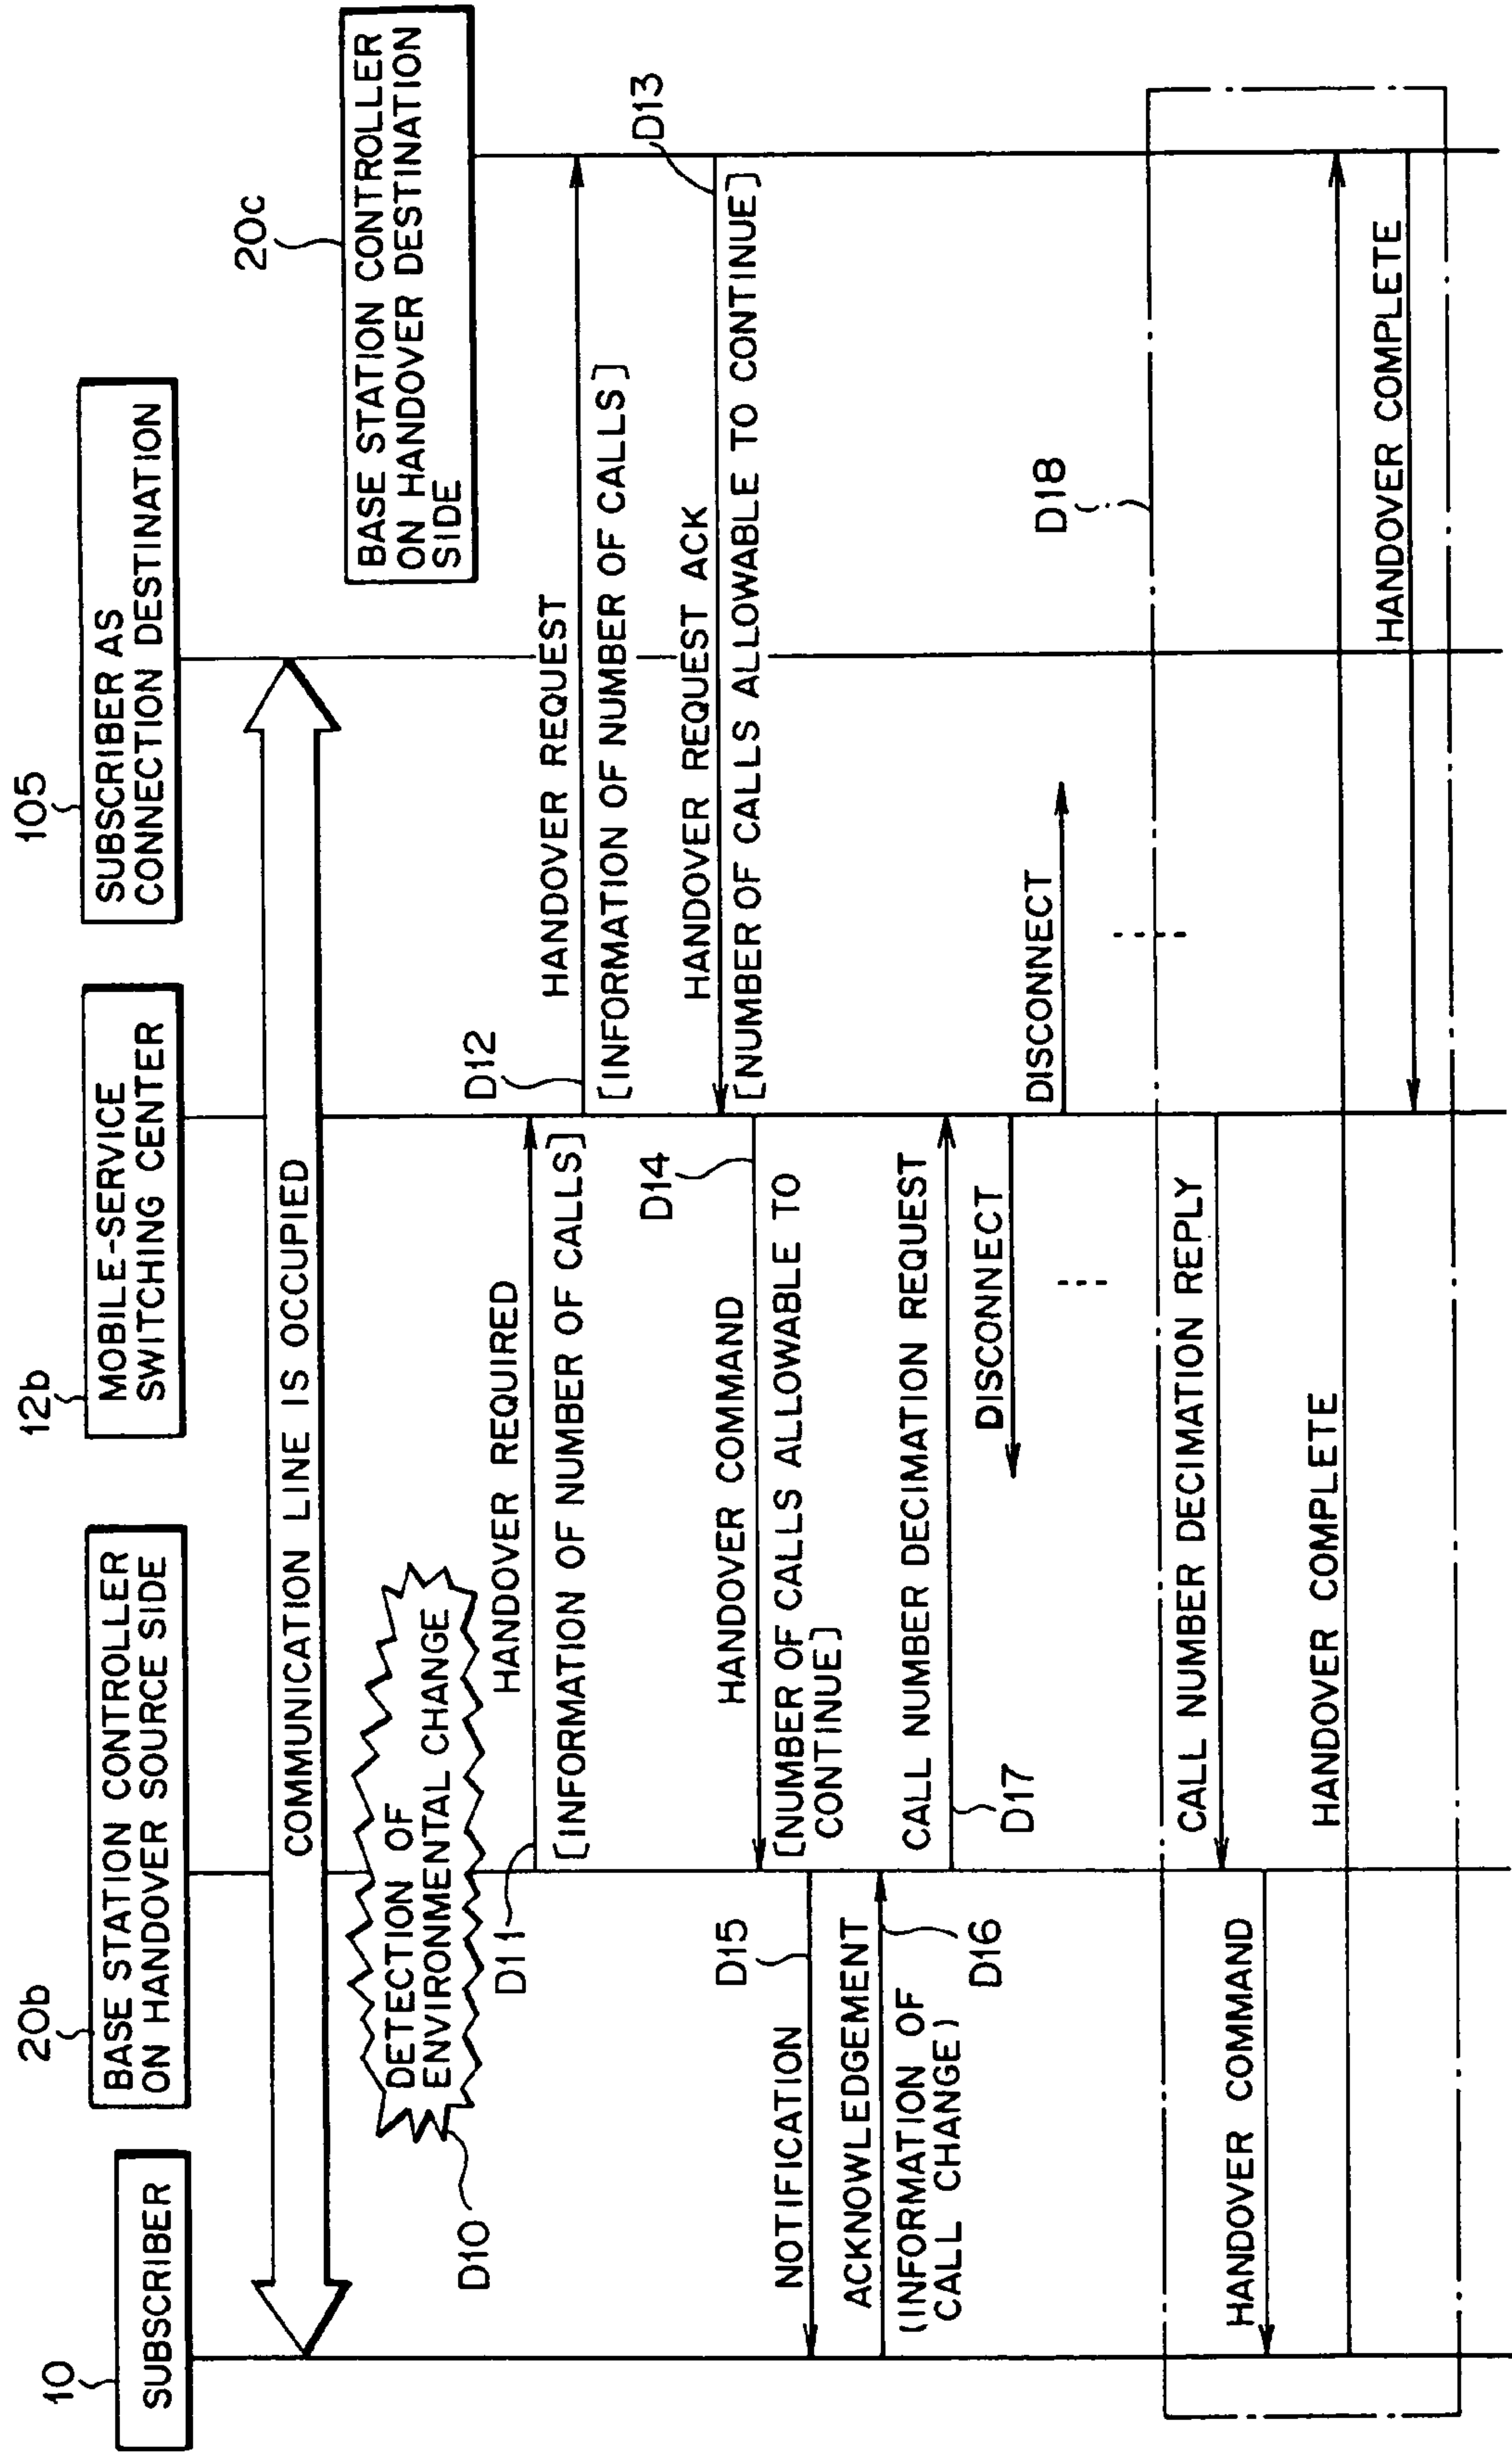 10
SUBSCRIBER
20b
BASE STATION CONTROLLER
ON HANDOVER SOURCE SIDE
12b
MOBILE-SERVICE
SWITCHING CENTER
105
SUBSCRIBER AS
CONNECTION DESTINATION
20c
BASE STATION CONTROLLER
ON HANDOVER DESTINATION
SIDE
COMMUNICATION LINE IS OCCUPIED
D10
DETECTION OF
ENVIRONMENTAL CHANGE
D11
HANDOVER REQUIRED
[INFORMATION OF NUMBER OF CALLS]
D12
HANDOVER REQUEST
[INFORMATION OF NUMBER OF CALLS]
D13
HANDOVER REQUEST ACK
[NUMBER OF CALLS ALLOWABLE TO CONTINUE]
D14
HANDOVER COMMAND
[NUMBER OF CALLS ALLOWABLE TO
CONTINUE]
D15
NOTIFICATION
ACKNOWLEDGEMENT
D16
(INFORMATION OF
CALL CHANGE)
CALL NUMBER DECIMATION REQUEST
D17
DISCONNECT
DISCONNECT
D18
CALL NUMBER DECIMATION REPLY
HANDOVER COMMAND
HANDOVER COMPLETE
HANDOVER COMPLETE